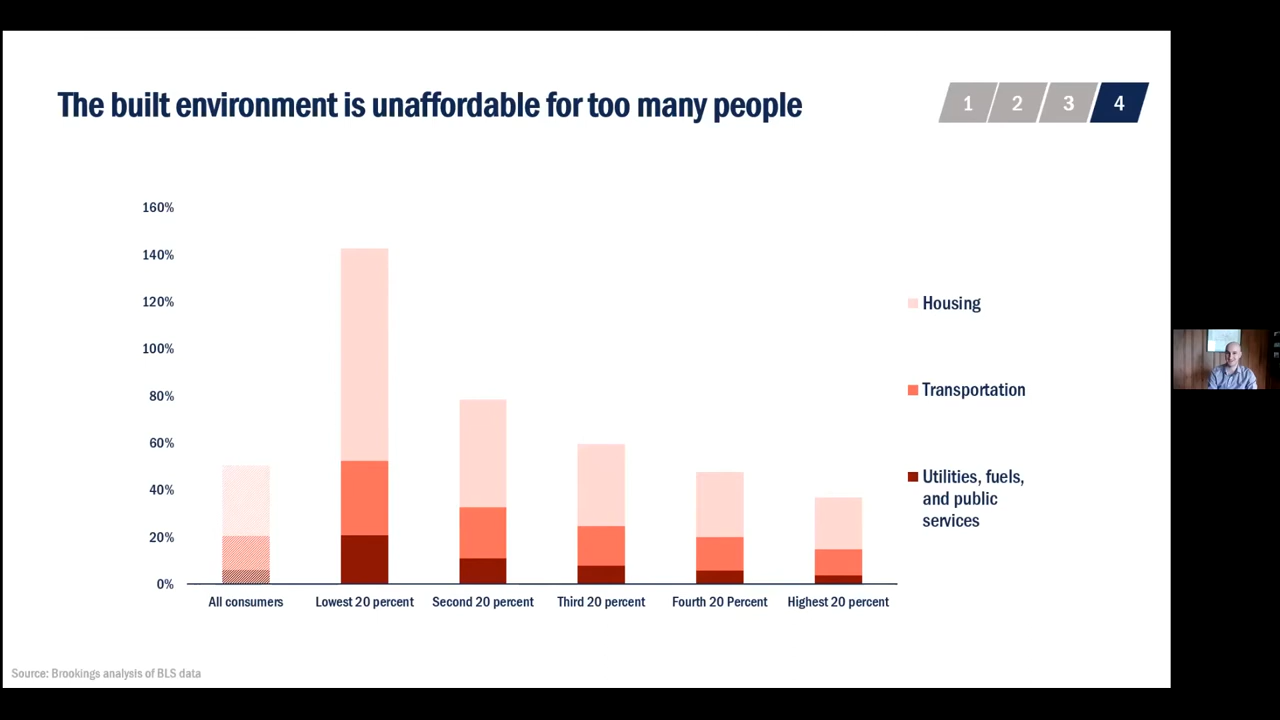 The built environment is unaffordable for too many people
1 2 3 4
160%
140%
120%
100%
80%
60%
40%
20%
0%
All consumers
Lowest 20 percent
Second 20 percent
Third 20 percent
Fourth 20 Percent
Highest 20 percent
Housing
Transportation
Utilities, fuels,
and public
services
Source: Brookings analysis of BLS data